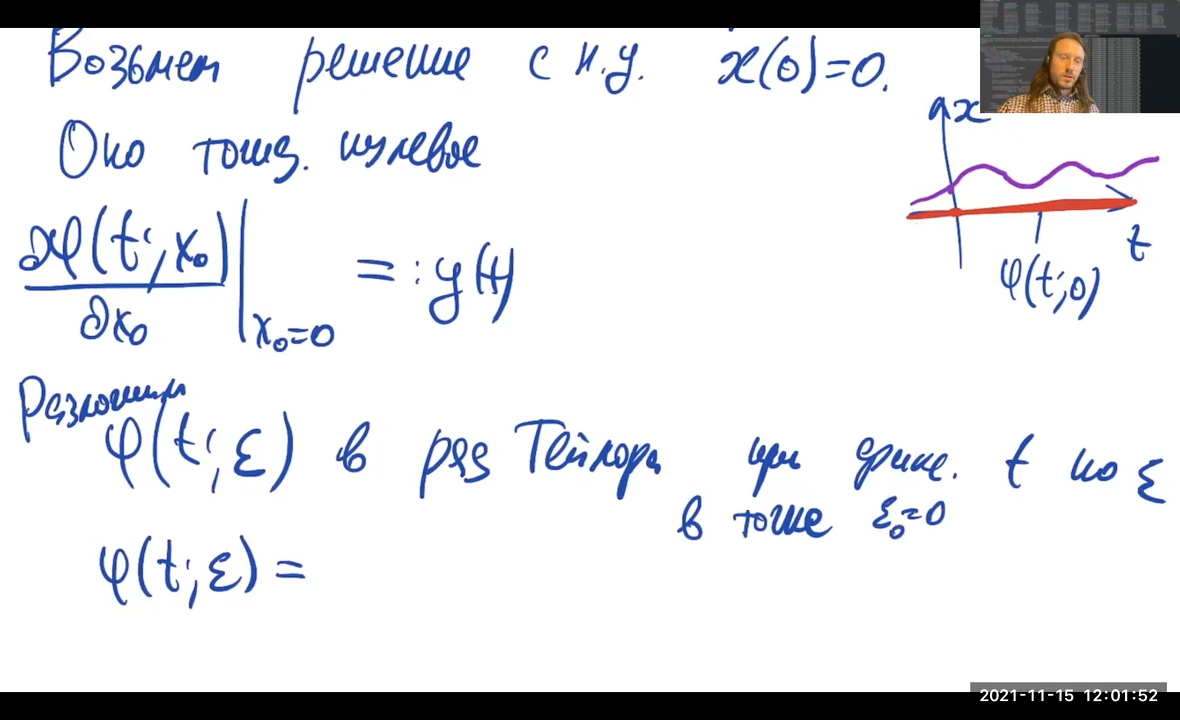 Возьмем решение с н.у. x(0)=0.
Оно тожд. нулевое
x
t
φ(t;0)
∂φ(t;x₀)/∂x₀ |x₀=0 =: y(t)
Разложим
φ(t;ε) в ряд Тейлора при фикс. t по ε
в точке ε₀=0
φ(t;ε) =
2021-11-15 12:01:52